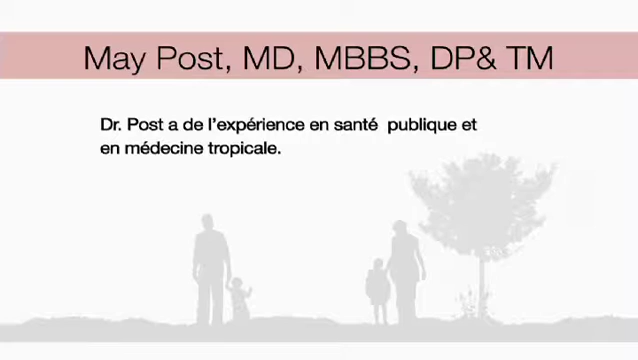 May Post, MD, MBBS, DP& TM
Dr. Post a de l'expérience en santé publique et
en médecine tropicale.